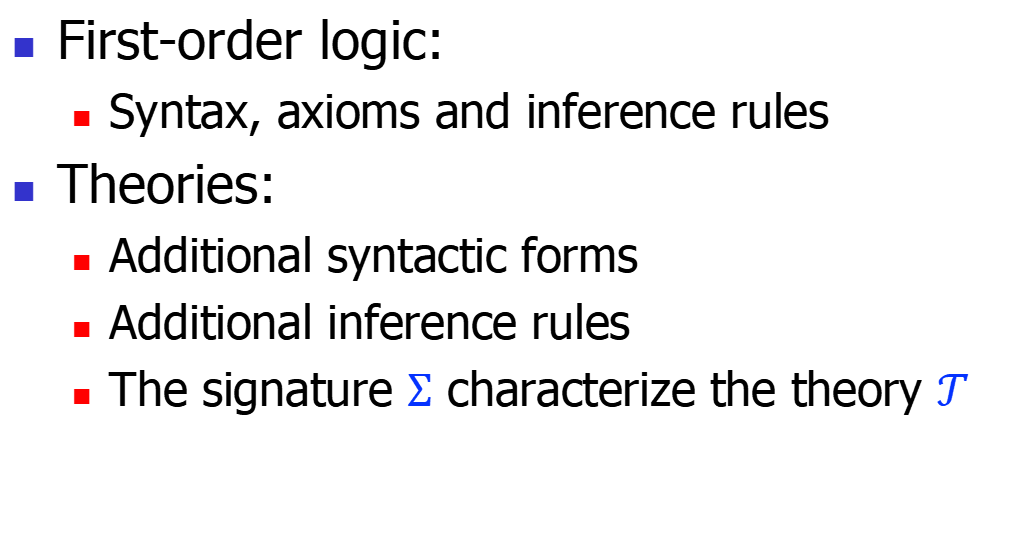 First-order logic:
Syntax, axioms and inference rules
Theories:
Additional syntactic forms
Additional inference rules
The signature Σ characterize the theory 𝒯